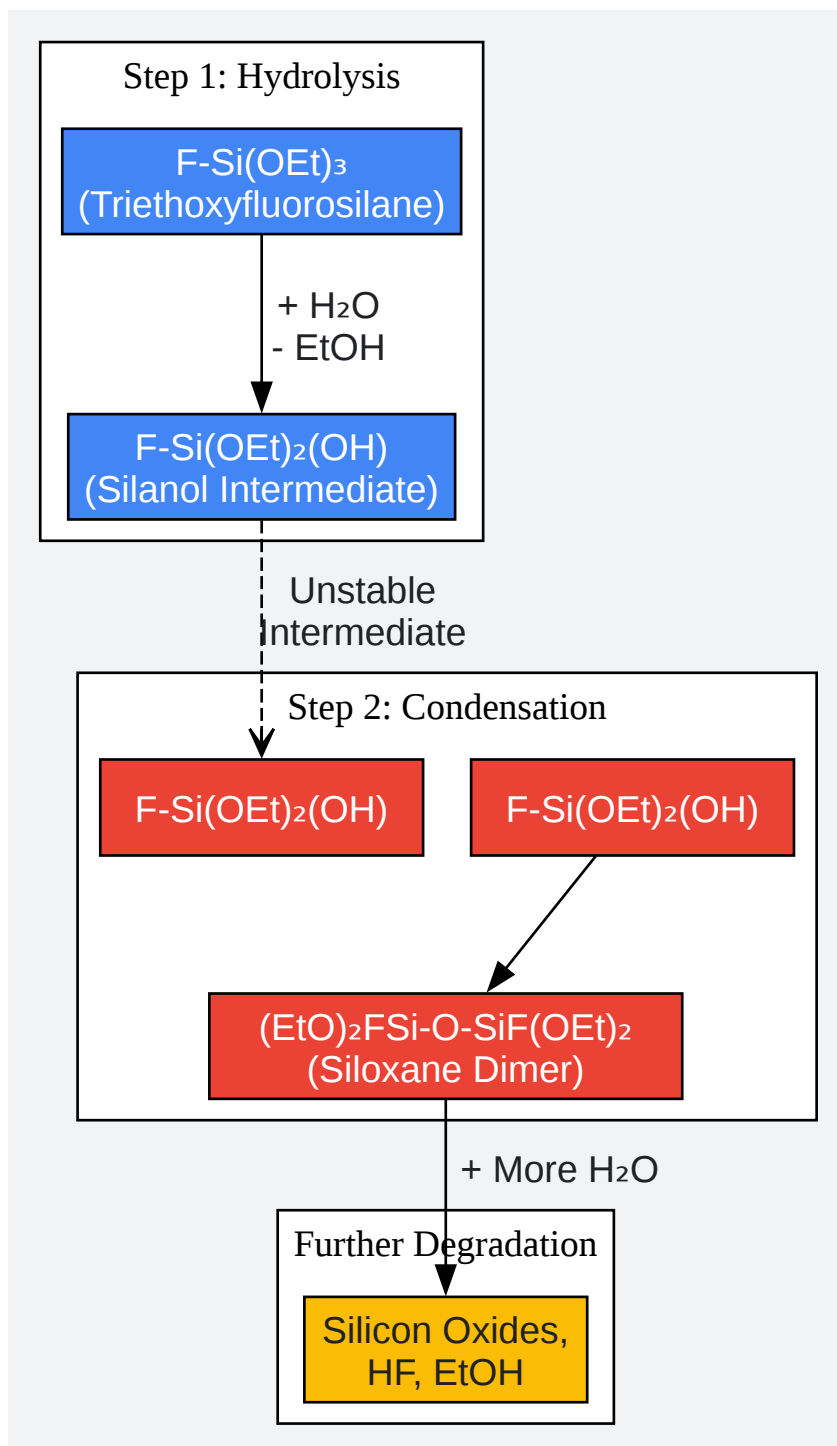 Step 1: Hydrolysis
F-Si(OEt)₃
(Triethoxyfluorosilane)
+ H₂O
- EtOH
F-Si(OEt)₂(OH)
(Silanol Intermediate)
Unstable
Intermediate
Step 2: Condensation
F-Si(OEt)₂(OH)
F-Si(OEt)₂(OH)
(EtO)₂FSi-O-SiF(OEt)₂
(Siloxane Dimer)
+ More H₂O
Further Degradation
Silicon Oxides,
HF, EtOH